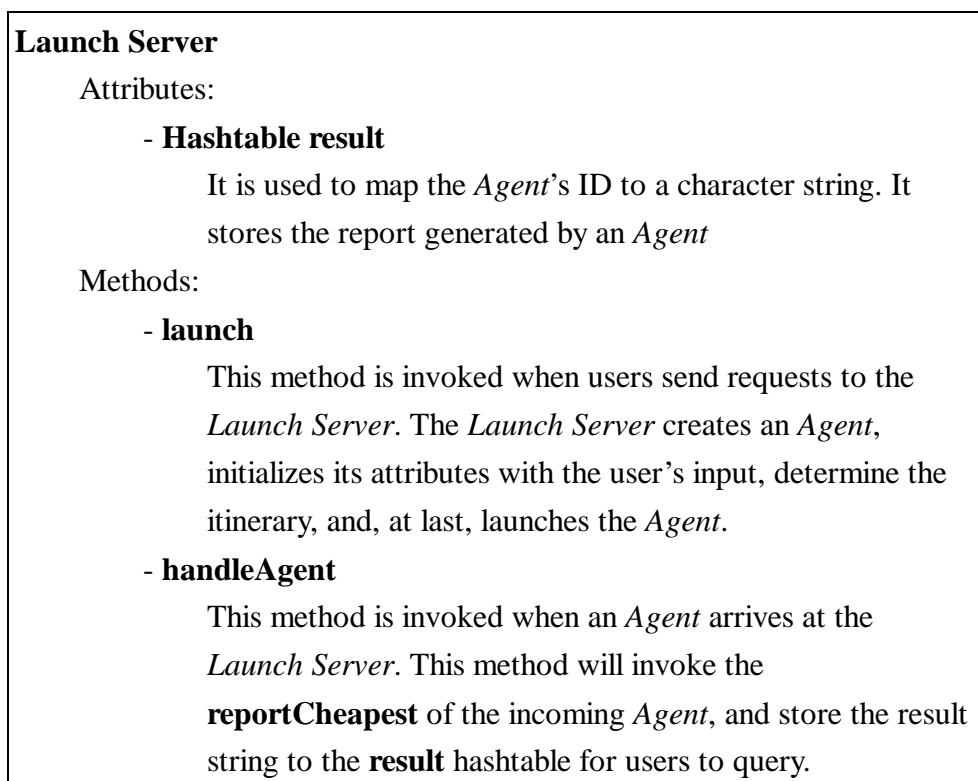 Launch Server
Attributes:
- Hashtable result
It is used to map the Agent's ID to a character string. It
stores the report generated by an Agent
Methods:
- launch
This method is invoked when users send requests to the
Launch Server. The Launch Server creates an Agent,
initializes its attributes with the user's input, determine the
itinerary, and, at last, launches the Agent.
- handleAgent
This method is invoked when an Agent arrives at the
Launch Server. This method will invoke the
reportCheapest of the incoming Agent, and store the result
string to the result hashtable for users to query.